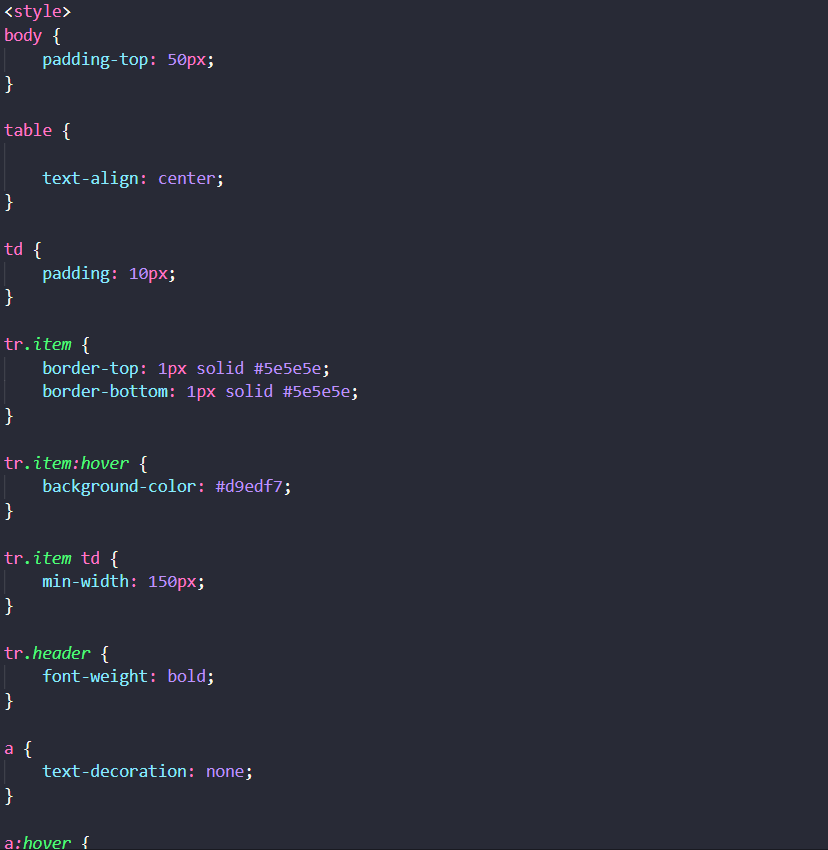 <style>
body {
    padding-top: 50px;
}

table {

    text-align: center;
}

td {
    padding: 10px;
}

tr.item {
    border-top: 1px solid #5e5e5e;
    border-bottom: 1px solid #5e5e5e;
}

tr.item:hover {
    background-color: #d9edf7;
}

tr.item td {
    min-width: 150px;
}

tr.header {
    font-weight: bold;
}

a {
    text-decoration: none;
}

a:hover {